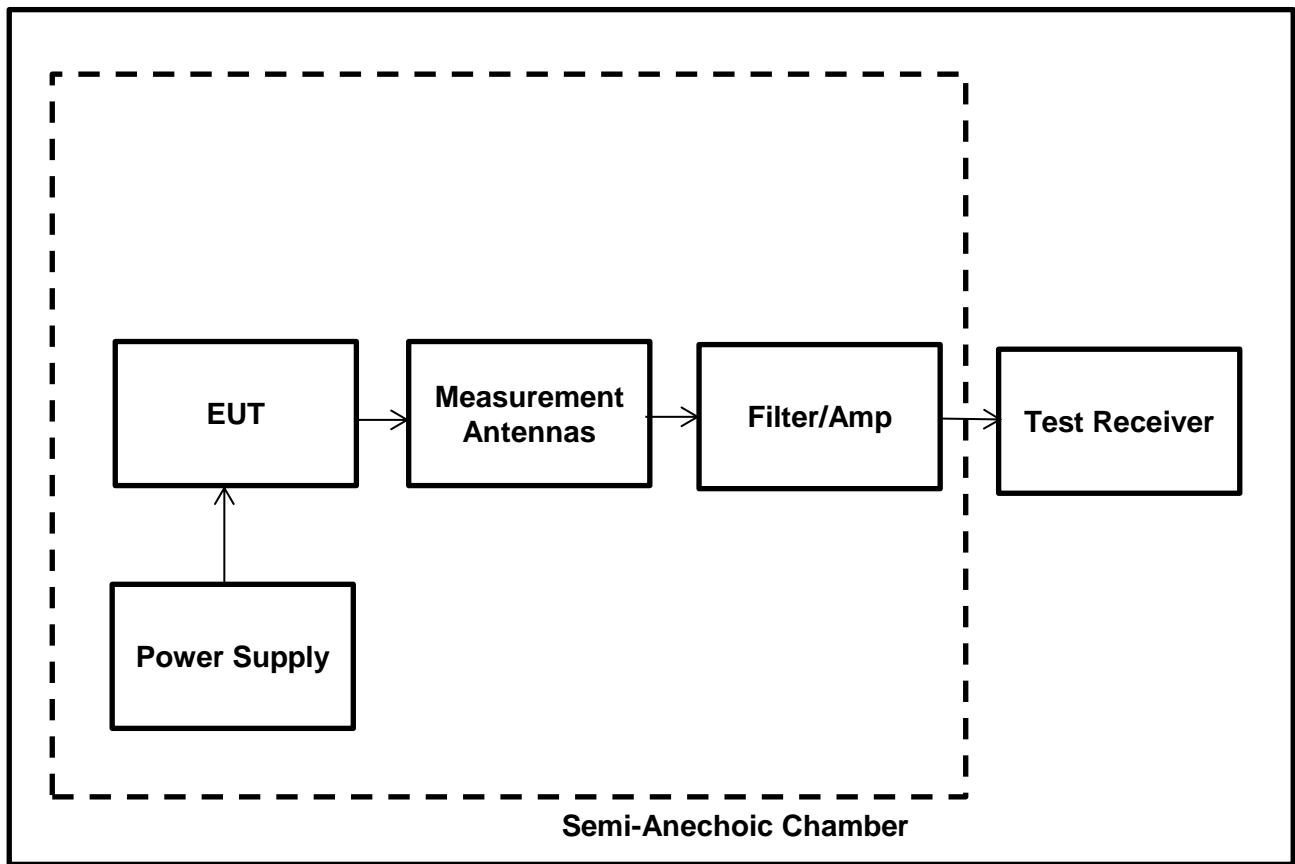 EUT
Measurement
Antennas
Filter/Amp
Test Receiver
Power Supply
Semi-Anechoic Chamber